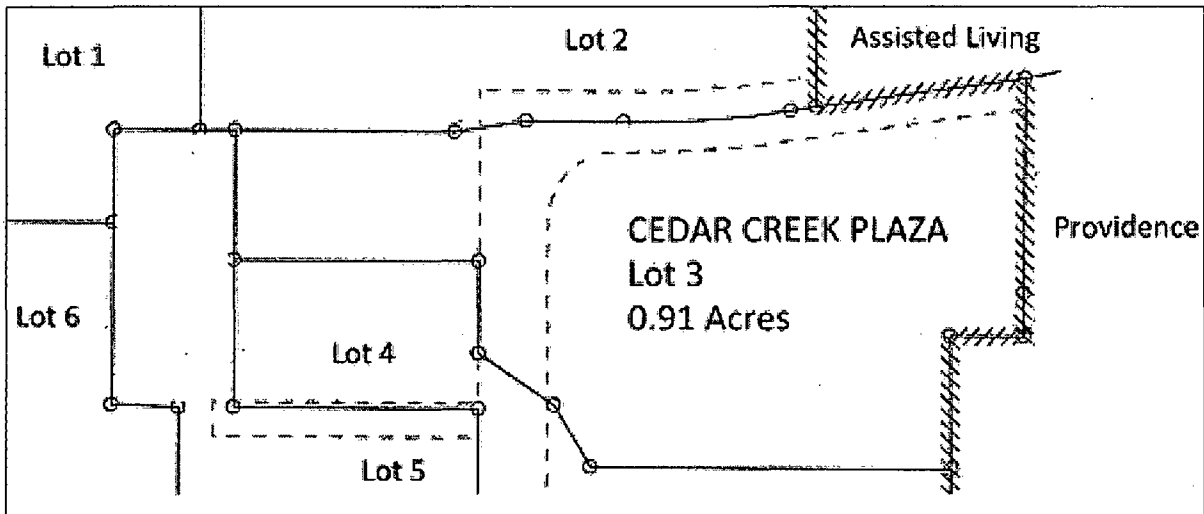 Lot 1
Lot 2
Assisted Living
CEDAR CREEK PLAZA
Lot 3
0.91 Acres
Providence
Lot 6
Lot 4
Lot 5